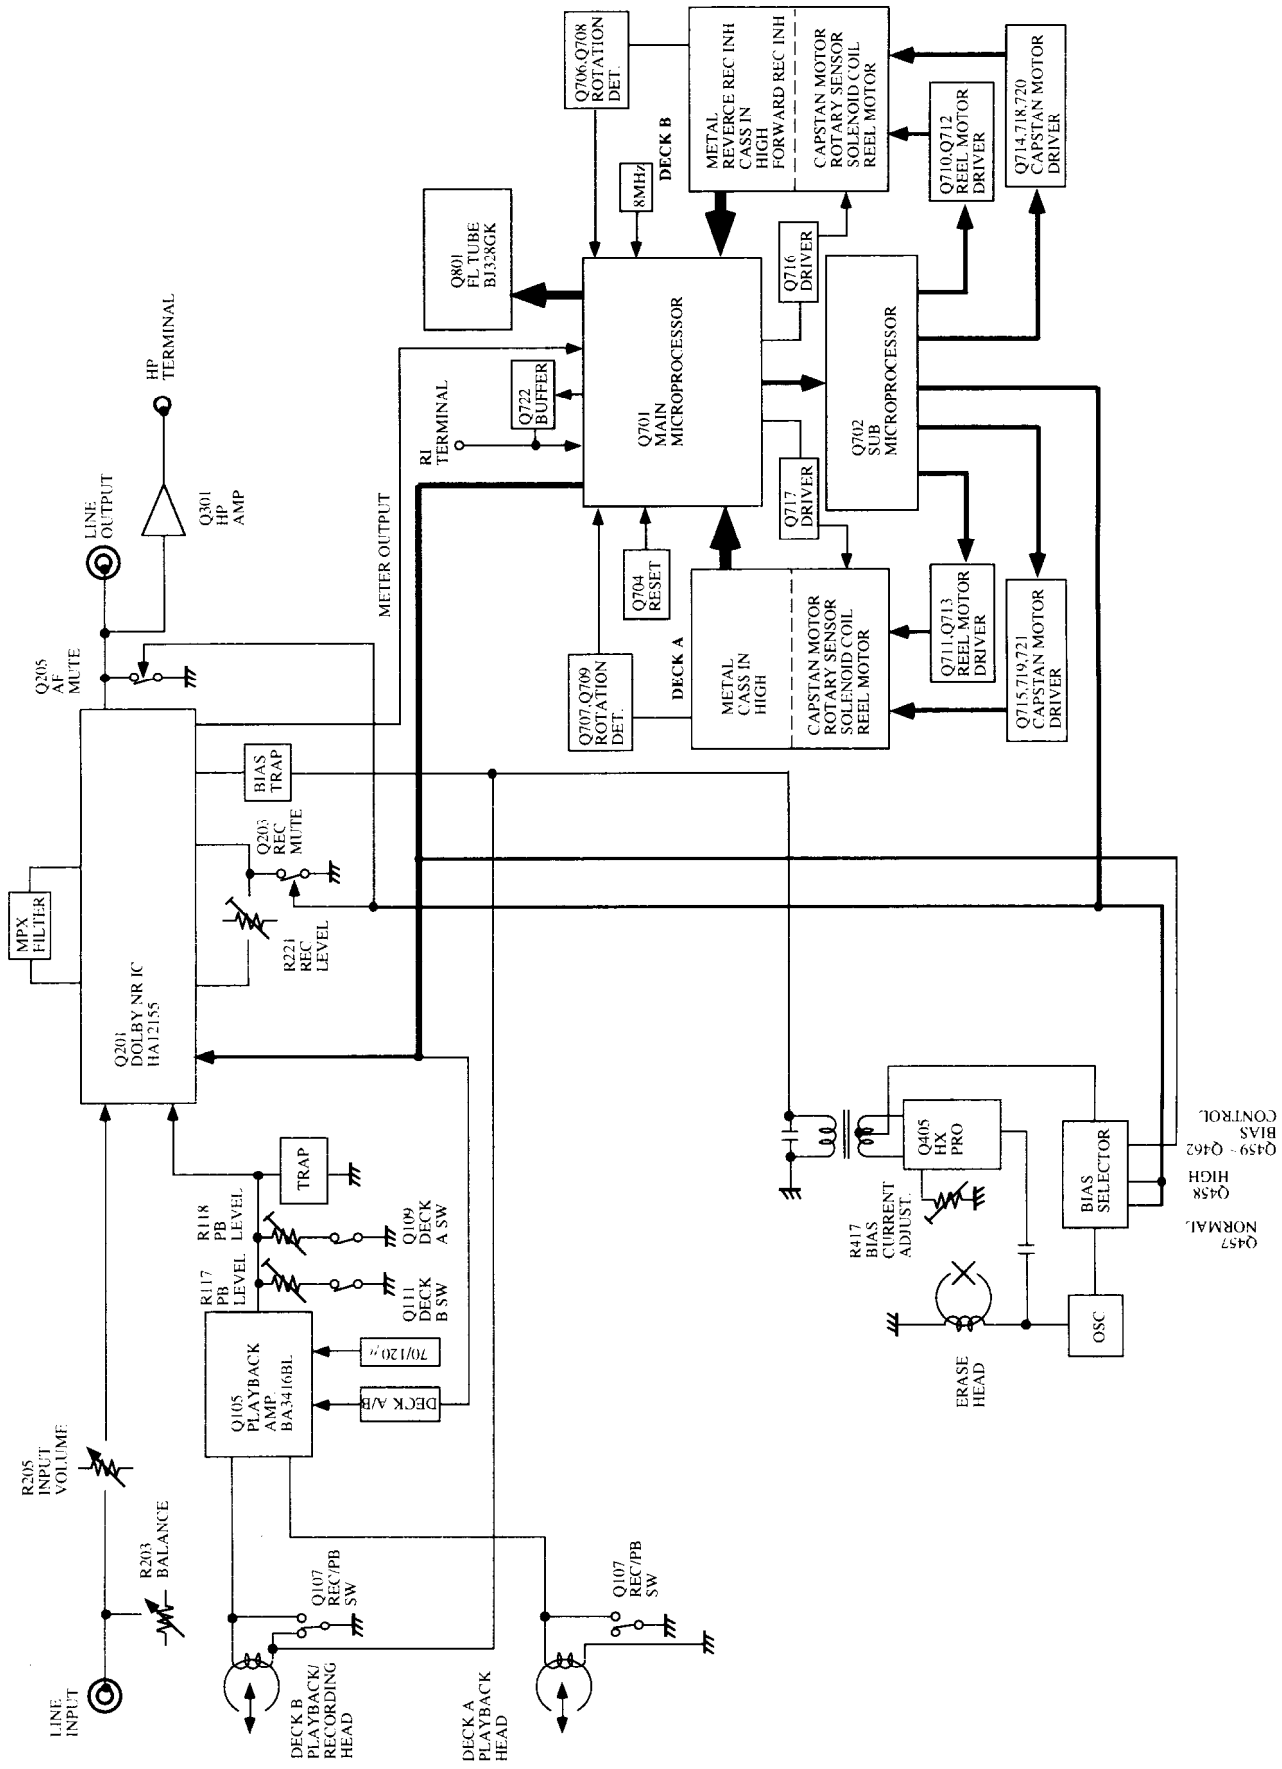 LINE
INPUT
R203
BALANCE
R205
INPUT
VOLUME
MPX
FILTER
Q201
DOLBY NR IC
HA12155
Q205
AF
MUTE
LINE
OUTPUT
Q301
HP
AMP
HP
TERMINAL
DECK B
PLAYBACK/
RECORDING
HEAD
Q107
REC/PB
SW
DECK A
PLAYBACK
HEAD
Q107
REC/PB
SW
Q105
PLAYBACK
AMP.
BA3416BL
R117
PB
LEVEL
R118
PB
LEVEL
Q111
DECK
B SW
Q109
DECK
A SW
TRAP
DECK A/B
70/120μ
R221
REC
LEVEL
Q203
REC
MUTE
BIAS
TRAP
METER OUTPUT
RI
TERMINAL
Q722
BUFFER
Q801
FL TUBE
BJ328GK
Q707,Q709
ROTATION
DET.
Q704
RESET
Q701
MAIN
MICROPROCESSOR
8MHz
Q706,Q708
ROTATION
DET.
DECK A
METAL
CASS IN
HIGH
CAPSTAN MOTOR
ROTARY SENSOR
SOLENOID COIL
REEL MOTOR
DECK B
METAL
REVERCE REC INH
CASS IN
HIGH
FORWARD REC INH
CAPSTAN MOTOR
ROTARY SENSOR
SOLENOID COIL
REEL MOTOR
Q717
DRIVER
Q716
DRIVER
Q702
SUB
MICROPROCESSOR
Q711,Q713
REEL MOTOR
DRIVER
Q715,719,721
CAPSTAN MOTOR
DRIVER
Q710,Q712
REEL MOTOR
DRIVER
Q714,718,720
CAPSTAN MOTOR
DRIVER
ERASE
HEAD
R417
BIAS
CURRENT
ADJUST.
Q405
HX
PRO
OSC
BIAS
SELECTOR
Q457
NORMAL
Q458
HIGH
Q459~Q462
BIAS
CONTROL